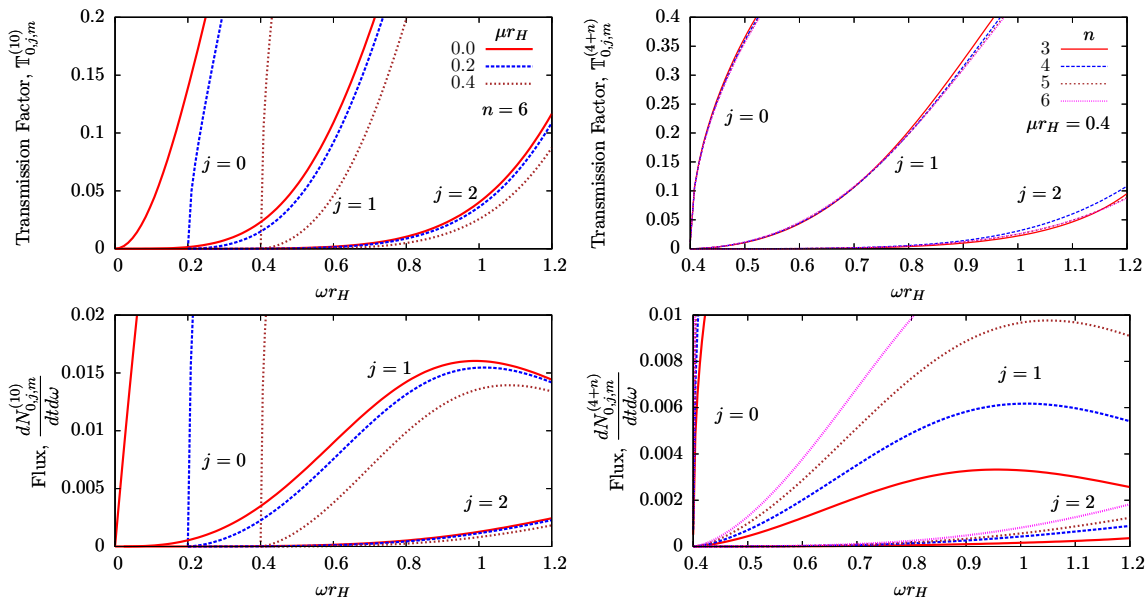 Transmission Factor, 𝕋^{(10)}_{0,j,m}
0.2
0.15
0.1
0.05
0
0 0.2 0.4 0.6 0.8 1 1.2
ωr_H
μr_H
0.0
0.2
0.4
n = 6
j = 0
j = 1
j = 2
Transmission Factor, 𝕋^{(4+n)}_{0,j,m}
0.4
0.35
0.3
0.25
0.2
0.15
0.1
0.05
0
0.4 0.5 0.6 0.7 0.8 0.9 1 1.1 1.2
ωr_H
n
3
4
5
6
μr_H = 0.4
j = 0
j = 1
j = 2
Flux, dN^{(10)}_{0,j,m}/dtdω
0.02
0.015
0.01
0.005
0
0 0.2 0.4 0.6 0.8 1 1.2
ωr_H
j = 1
j = 0
j = 2
Flux, dN^{(4+n)}_{0,j,m}/dtdω
0.01
0.008
0.006
0.004
0.002
0
0.4 0.5 0.6 0.7 0.8 0.9 1 1.1 1.2
ωr_H
j = 1
j = 0
j = 2